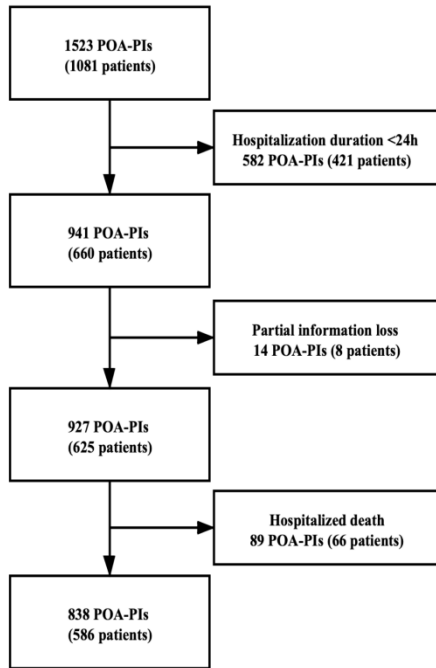 1523 POA-PIs
(1081 patients)
Hospitalization duration <24h
582 POA-PIs (421 patients)
941 POA-PIs
(660 patients)
Partial information loss
14 POA-PIs (8 patients)
927 POA-PIs
(625 patients)
Hospitalized death
89 POA-PIs (66 patients)
838 POA-PIs
(586 patients)